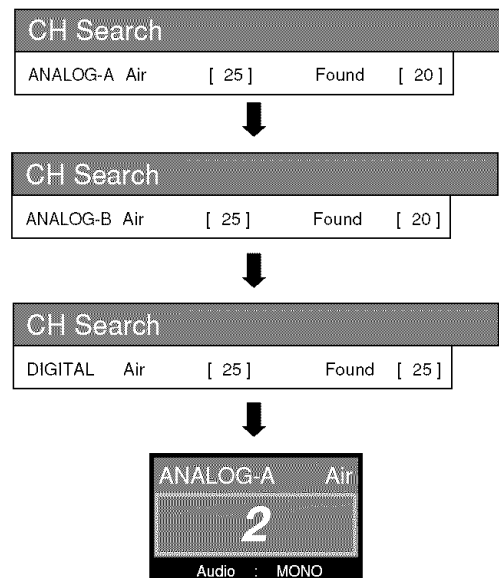 CH Search
ANALOG-A Air [ 25 ] Found [ 20 ]
CH Search
ANALOG-B Air [ 25 ] Found [ 20 ]
CH Search
DIGITAL Air [ 25 ] Found [ 25 ]
ANALOG-A Air
2
Audio : MONO